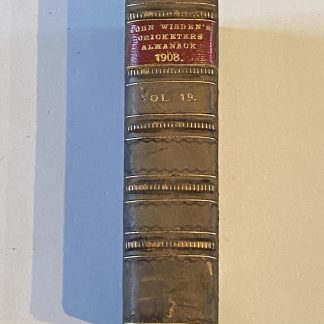 JOHN WISDEN'S
CRICKETERS
ALMANACK
1908.
VOL. 19.